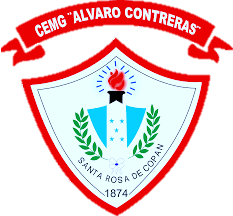 CEMG "ALVARO CONTRERAS"
SANTA ROSA DE COPAN
1874